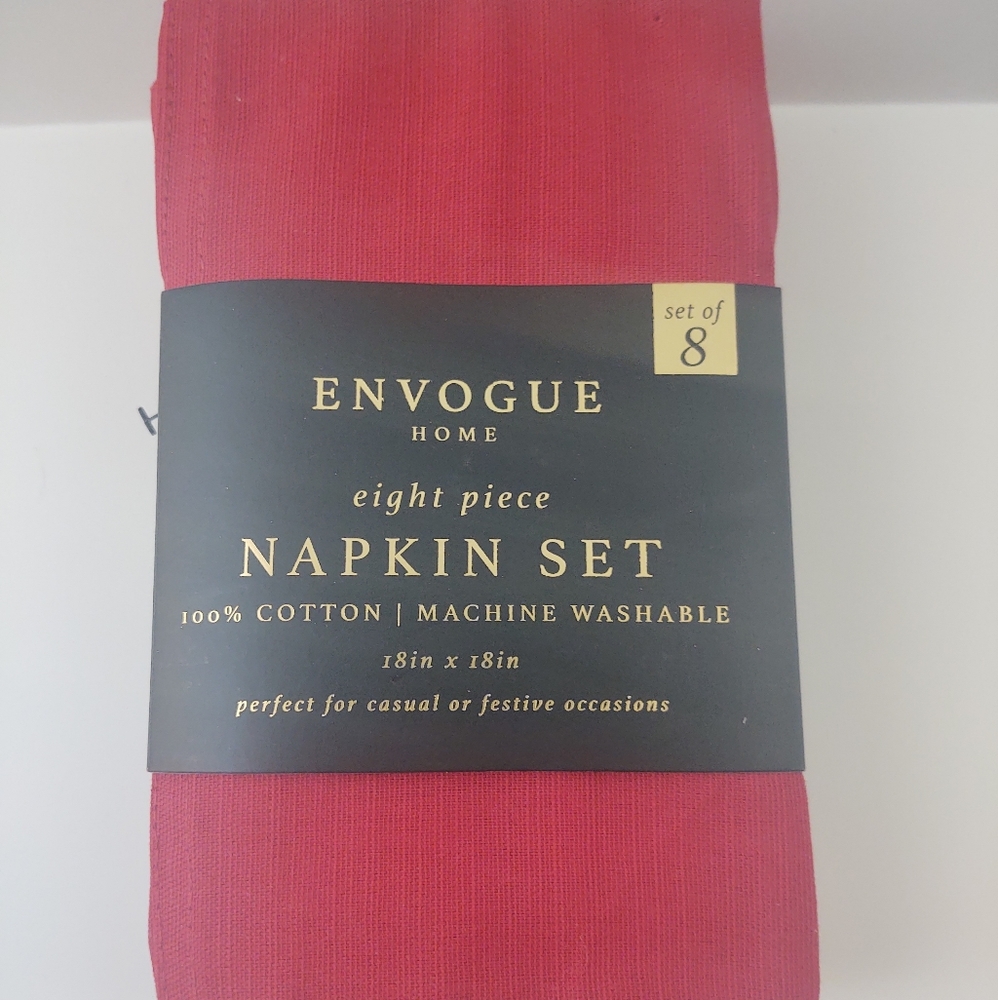 set of
8
ENVOGUE
HOME
eight piece
NAPKIN SET
100% COTTON | MACHINE WASHABLE
18in x 18in
perfect for casual or festive occasions